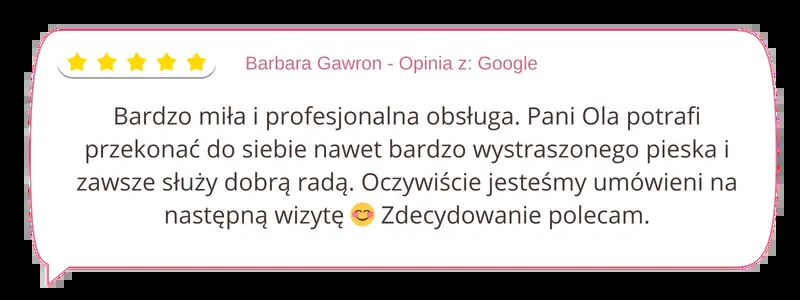 Barbara Gawron - Opinia z: Google
Bardzo miła i profesjonalna obsługa. Pani Ola potrafi
przekonać do siebie nawet bardzo wystraszonego pieska i
zawsze służy dobrą radą. Oczywiście jesteśmy umówieni na
następną wizytę 😊 Zdecydowanie polecam.